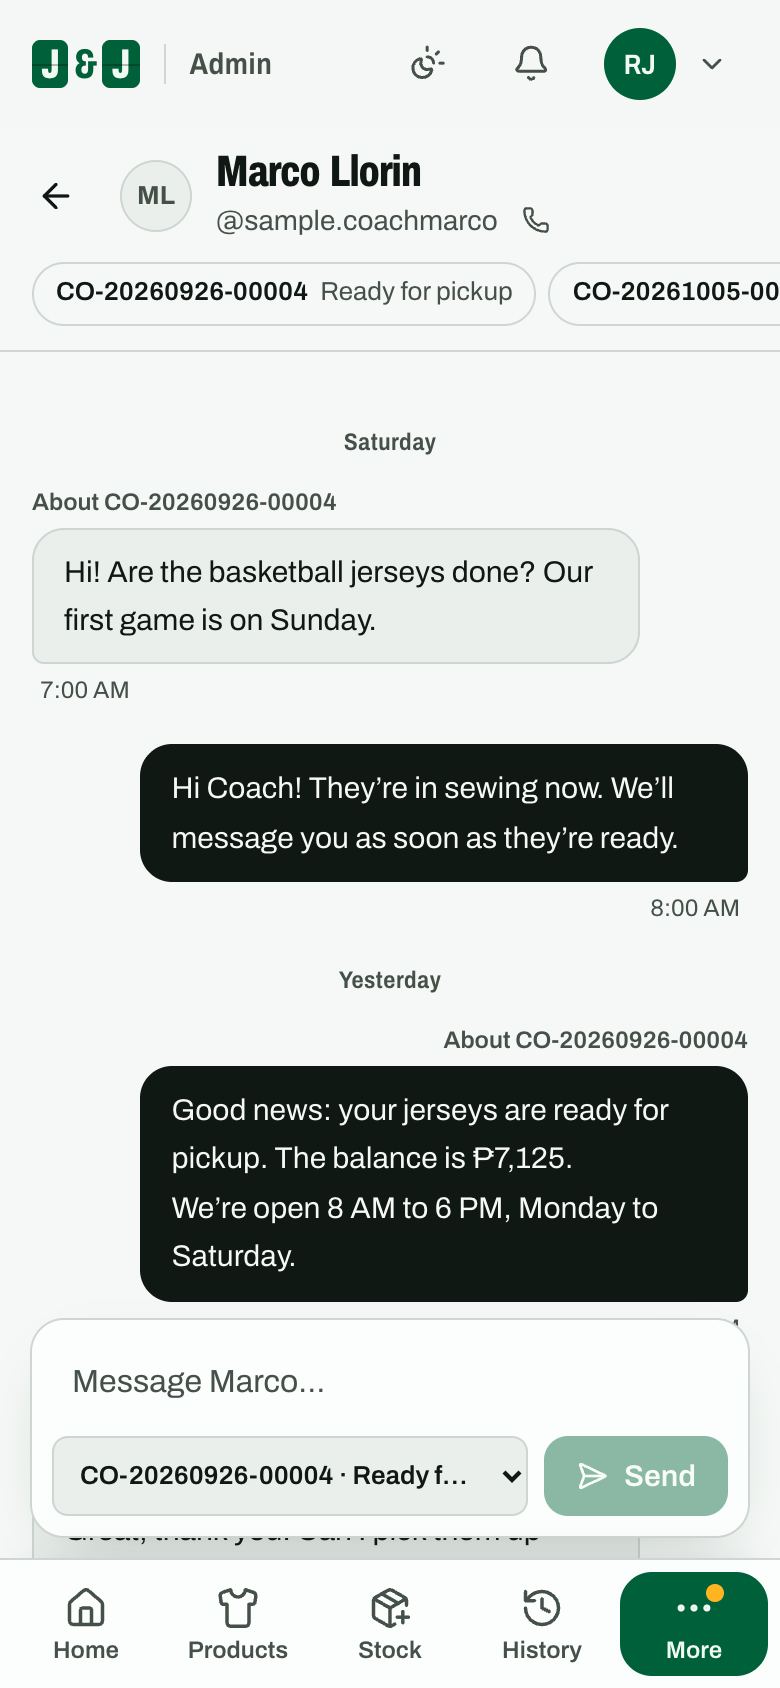 J & J Admin RJ
ML Marco Llorin
@sample.coachmarco
CO-20260926-00004 Ready for pickup CO-20261005-00
Saturday
About CO-20260926-00004
Hi! Are the basketball jerseys done? Our
first game is on Sunday.
7:00 AM
Hi Coach! They’re in sewing now. We’ll
message you as soon as they’re ready.
8:00 AM
Yesterday
About CO-20260926-00004
Good news: your jerseys are ready for
pickup. The balance is ₱7,125.
We’re open 8 AM to 6 PM, Monday to
Saturday.
Message Marco...
CO-20260926-00004 · Ready f... Send
Home Products Stock History More